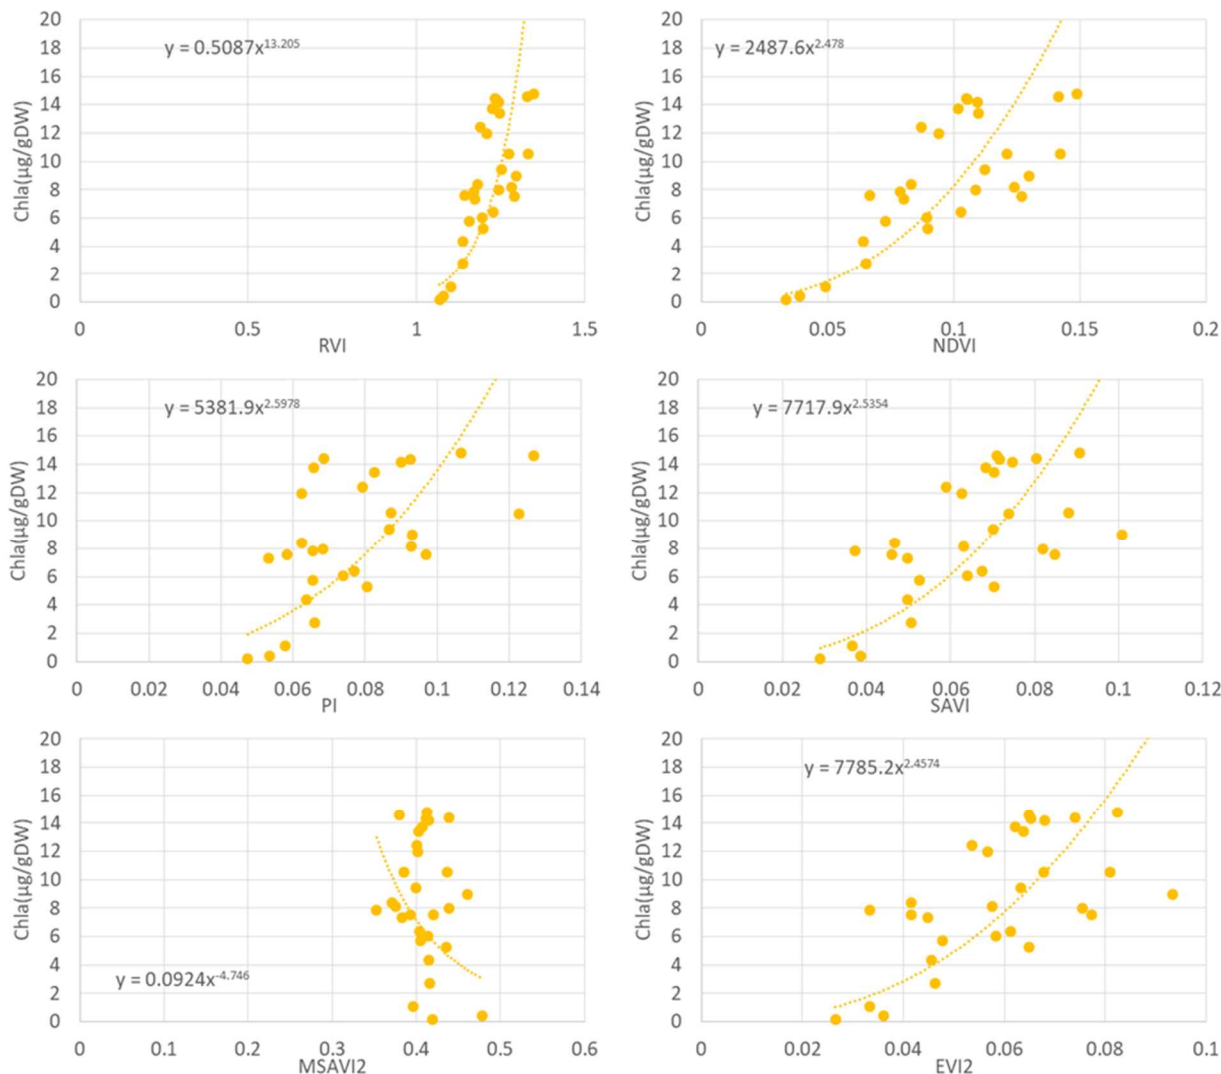 20
18
16
14
12
10
8
6
4
2
0
Chla(µg/gDW)
y = 0.5087x^13.205
0 0.5 1 1.5
RVI
20
18
16
14
12
10
8
6
4
2
0
Chla(µg/gDW)
y = 2487.6x^2.478
0 0.05 0.1 0.15 0.2
NDVI
20
18
16
14
12
10
8
6
4
2
0
Chla(µg/gDW)
y = 5381.9x^2.5978
0 0.02 0.04 0.06 0.08 0.1 0.12 0.14
PI
20
18
16
14
12
10
8
6
4
2
0
Chla(µg/gDW)
y = 7717.9x^2.5354
0 0.02 0.04 0.06 0.08 0.1 0.12
SAVI
20
18
16
14
12
10
8
6
4
2
0
Chla(µg/gDW)
y = 0.0924x^-4.746
0 0.1 0.2 0.3 0.4 0.5 0.6
MSAVI2
20
18
16
14
12
10
8
6
4
2
0
Chla(µg/gDW)
y = 7785.2x^2.4574
0 0.02 0.04 0.06 0.08 0.1
EVI2